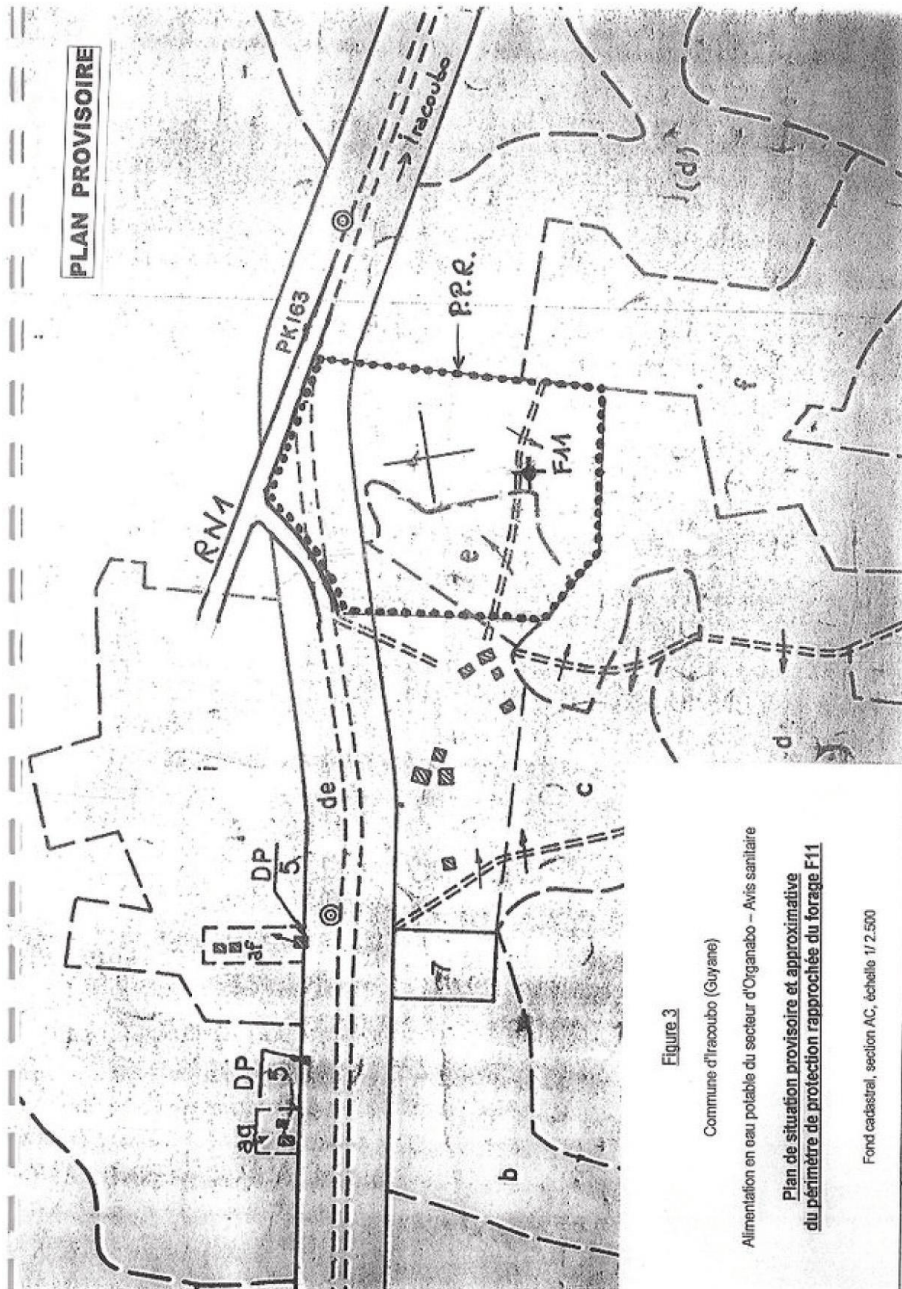 PLAN PROVISOIRE
RN1
PK163
→ Iracoubo
P.P.R.
F11
e
f
(d)
d
c
i
de
DP
5
af
DP
5
ag
7
b
Figure 3
Commune d'Iracoubo (Guyane)
Alimentation en eau potable du secteur d'Organabo – Avis sanitaire
Plan de situation provisoire et approximative
du périmètre de protection rapprochée du forage F11
Fond cadastral, section AC, échelle 1/ 2.500